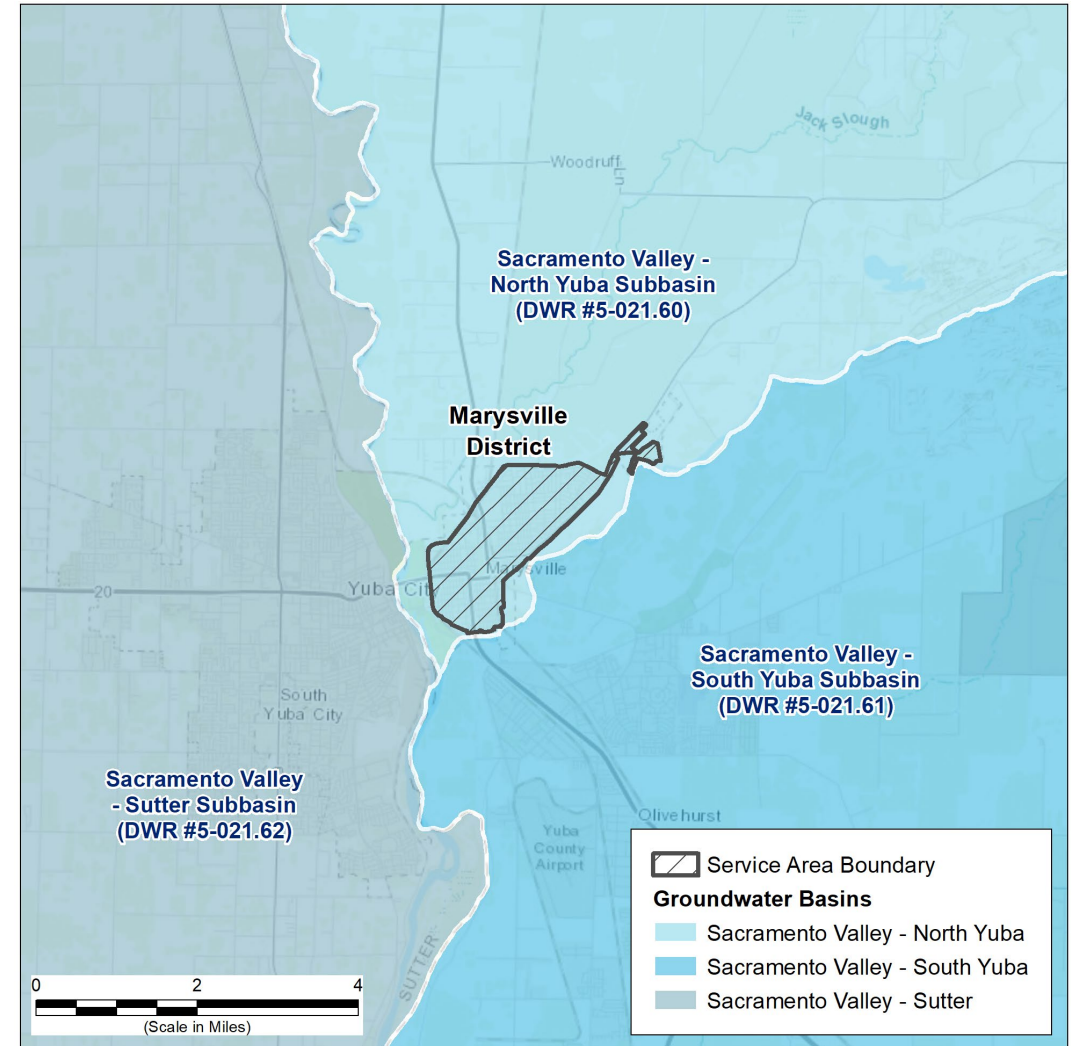 Jack Slough
Woodruff
Ln
Sacramento Valley -
North Yuba Subbasin
(DWR #5-021.60)
Marysville
District
Marysville
Yuba City
20
Sacramento Valley -
South Yuba Subbasin
(DWR #5-021.61)
South
Yuba City
Sacramento Valley
- Sutter Subbasin
(DWR #5-021.62)
Olivehurst
Yuba
County
Airport
SUTTER
Service Area Boundary
Groundwater Basins
Sacramento Valley - North Yuba
Sacramento Valley - South Yuba
Sacramento Valley - Sutter
0 2 4
(Scale in Miles)